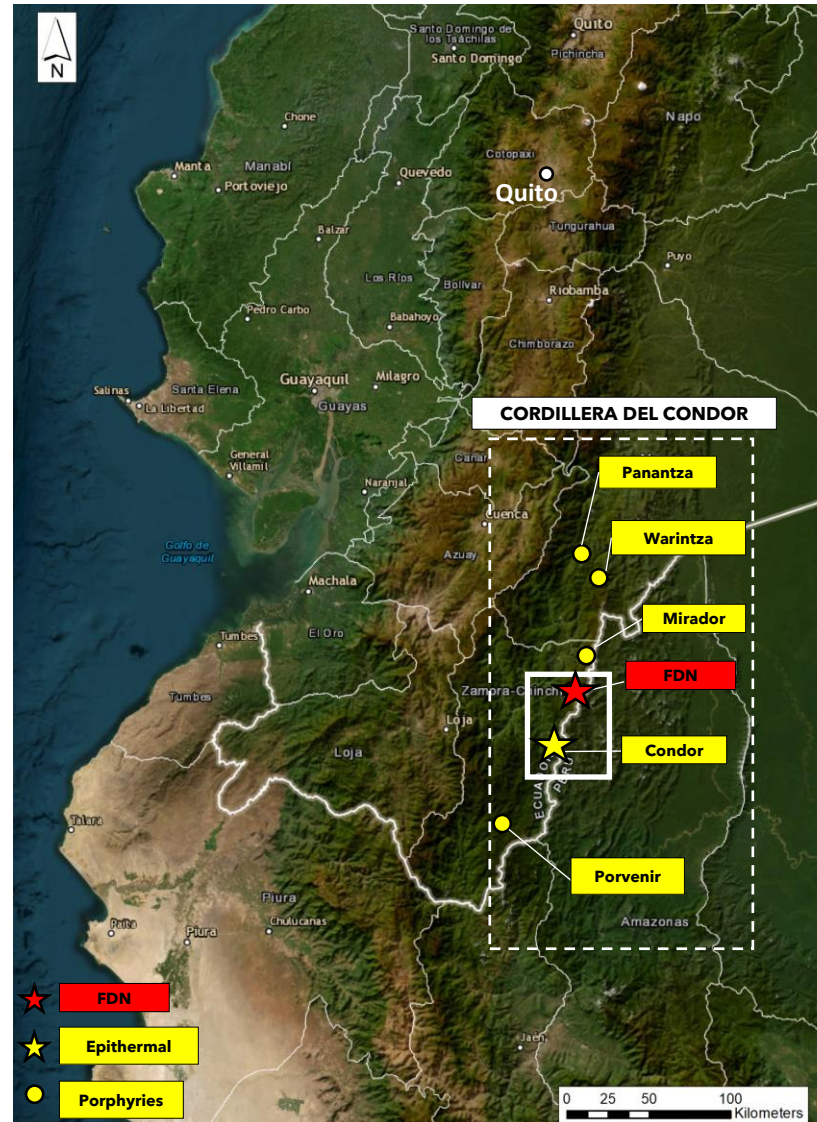 N
Santo Domingo de
los Tsáchilas
Santo Domingo
Quito
Pichincha
Napo
Chone
Cotopaxi
Manta
Manabí
Portoviejo
Quevedo
Quito
Tungurahua
Balzar
Puyo
Los Ríos
Bolívar
Riobamba
Pedro Carbo
Babahoyo
Chimborazo
Guayaquil
Milagro
Salinas
Santa Elena
La Libertad
Guayas
CORDILLERA DEL CONDOR
General
Villamil
Cañar
Panantza
Naranjal
Cuenca
Warintza
Golfo de
Guayaquil
Azuay
Machala
Mirador
El Oro
Tumbes
FDN
Zamora-Chinch
Tumbes
Loja
Loja
Condor
ECUA
PERU
Talara
Porvenir
Piura
Amazonas
Paita
Piura
Chulucanas
FDN
Epithermal
Jaén
Porphyries
0 25 50 100
Kilometers